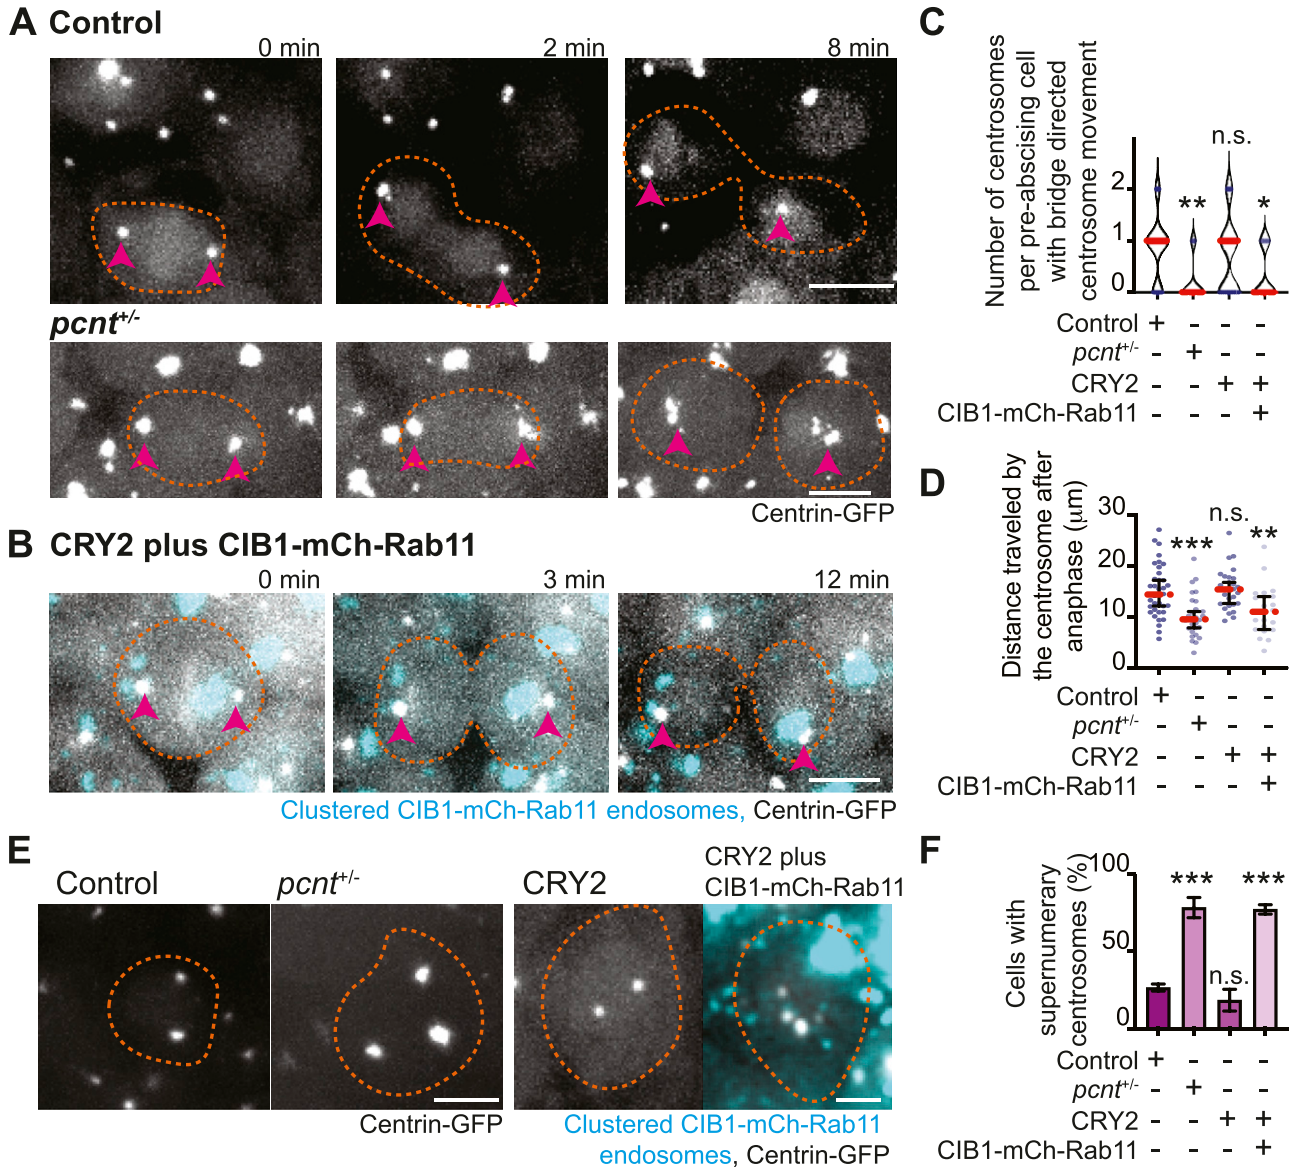 A Control
0 min
2 min
8 min
pcnt+/-
Centrin-GFP
B CRY2 plus CIB1-mCh-Rab11
0 min
3 min
12 min
Clustered CIB1-mCh-Rab11 endosomes, Centrin-GFP
E
Control
pcnt+/-
CRY2
CRY2 plus
CIB1-mCh-Rab11
Centrin-GFP
Clustered CIB1-mCh-Rab11
endosomes, Centrin-GFP
C
Number of centrosomes
per pre-abscising cell
with bridge directed
centrosome movement
2
1
0
** n.s. *
Control + - - -
pcnt+/- - + - -
CRY2 - - + +
CIB1-mCh-Rab11 - - - +
D
Distance traveled by
the centrosome after
anaphase (μm)
30
20
10
0
*** n.s. **
Control + - - -
pcnt+/- - + - -
CRY2 - - + +
CIB1-mCh-Rab11 - - - +
F
Cells with
supernumerary
centrosomes (%)
100
50
0
*** n.s. ***
Control + - - -
pcnt+/- - + - -
CRY2 - - + +
CIB1-mCh-Rab11 - - - +